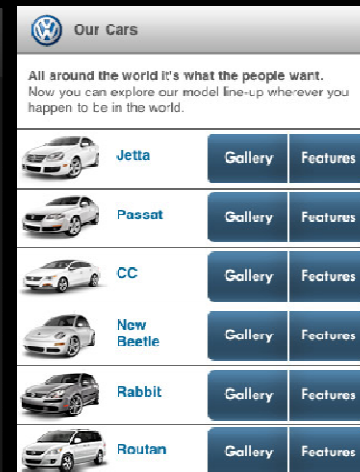 Our Cars
All around the world it's what the people want.
Now you can explore our model line-up wherever you
happen to be in the world.
Jetta Gallery Features
Passat Gallery Features
CC Gallery Features
New
Beetle Gallery Features
Rabbit Gallery Features
Routan Gallery Features